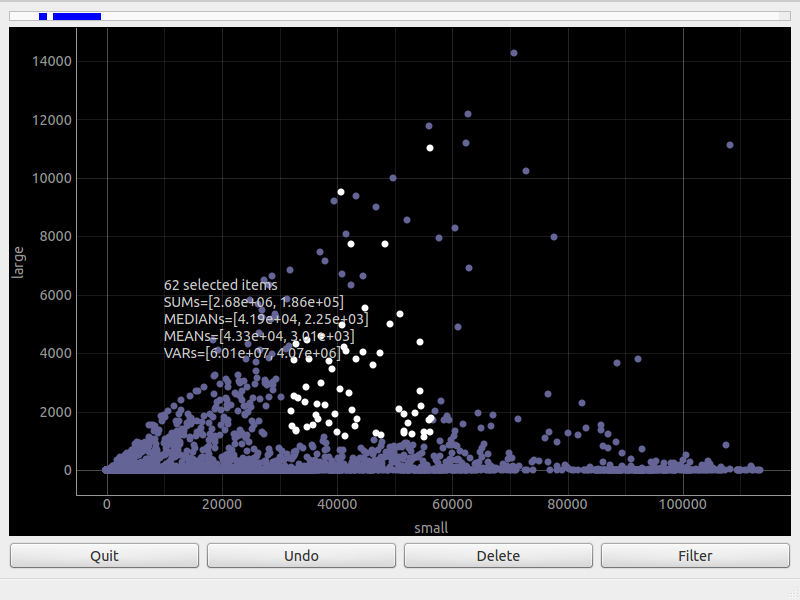 14000
12000
10000
8000
6000
4000
2000
0
large
62 selected items
SUMs=[2.68e+06, 1.86e+05]
MEDIANs=[4.19e+04, 2.25e+03]
MEANs=[4.33e+04, 3.01e+03]
VARs=[6.01e+07, 4.07e+06]
0 20000 40000 60000 80000 100000
small
Quit Undo Delete Filter